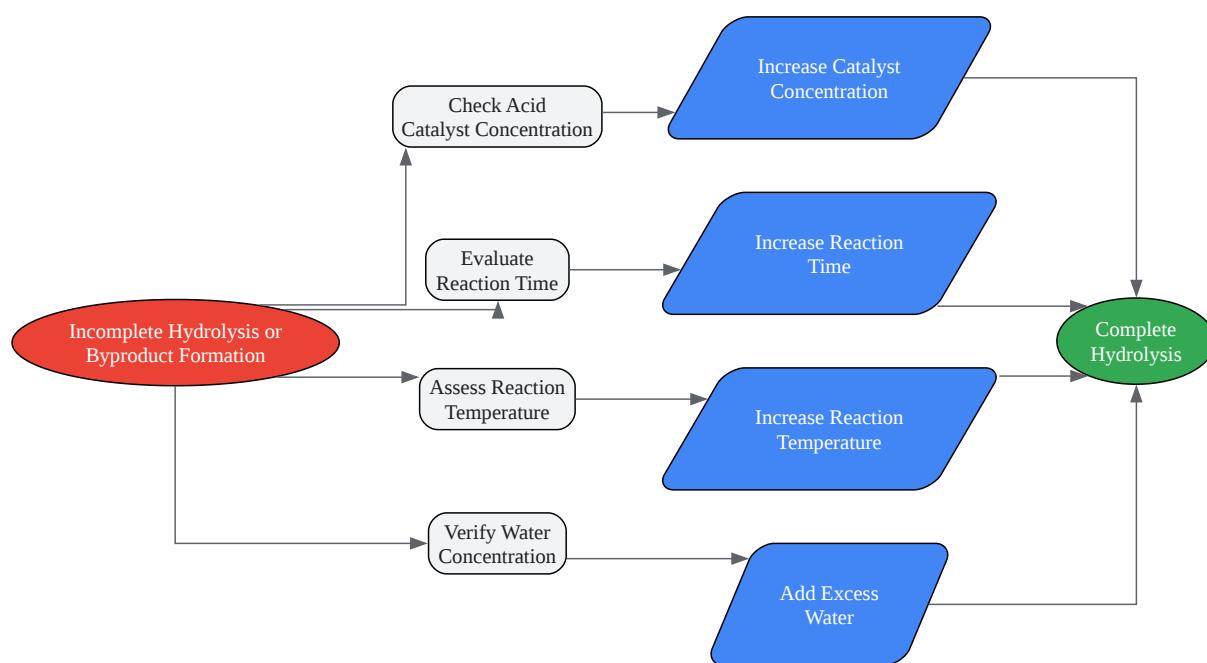 Increase Catalyst
Concentration
Check Acid
Catalyst Concentration
Increase Reaction
Time
Evaluate
Reaction Time
Incomplete Hydrolysis or
Byproduct Formation
Complete
Hydrolysis
Assess Reaction
Temperature
Increase Reaction
Temperature
Verify Water
Concentration
Add Excess
Water